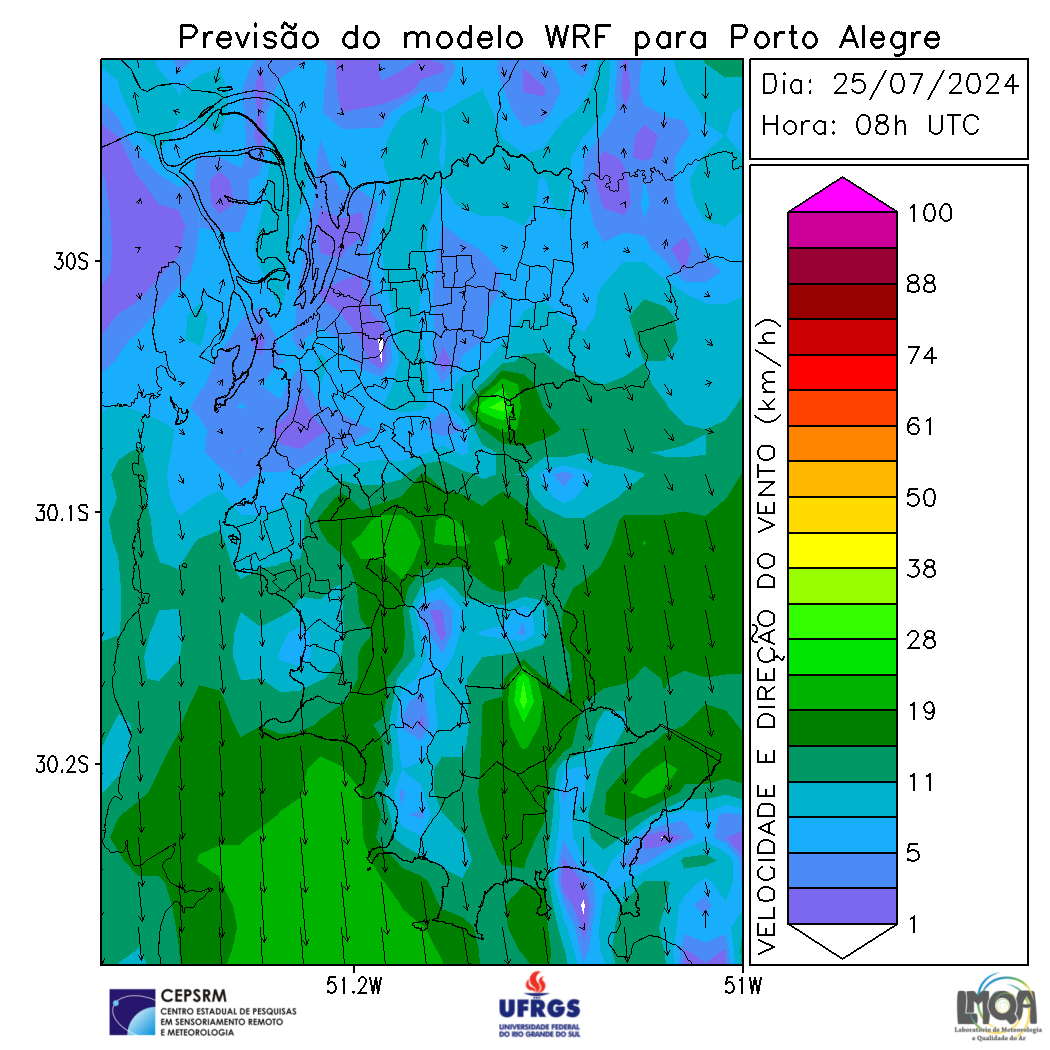 Previsão do modelo WRF para Porto Alegre
Dia: 25/07/2024
Hora: 08h UTC
30S
30.1S
30.2S
51.2W
51W
VELOCIDADE E DIREÇÃO DO VENTO (km/h)
100
88
74
61
50
38
28
19
11
5
1
CEPSRM
CENTRO ESTADUAL DE PESQUISAS
EM SENSORIAMENTO REMOTO
E METEOROLOGIA
UFRGS
UNIVERSIDADE FEDERAL
DO RIO GRANDE DO SUL
LMQA
Laboratório de Meteorologia
e Qualidade do Ar